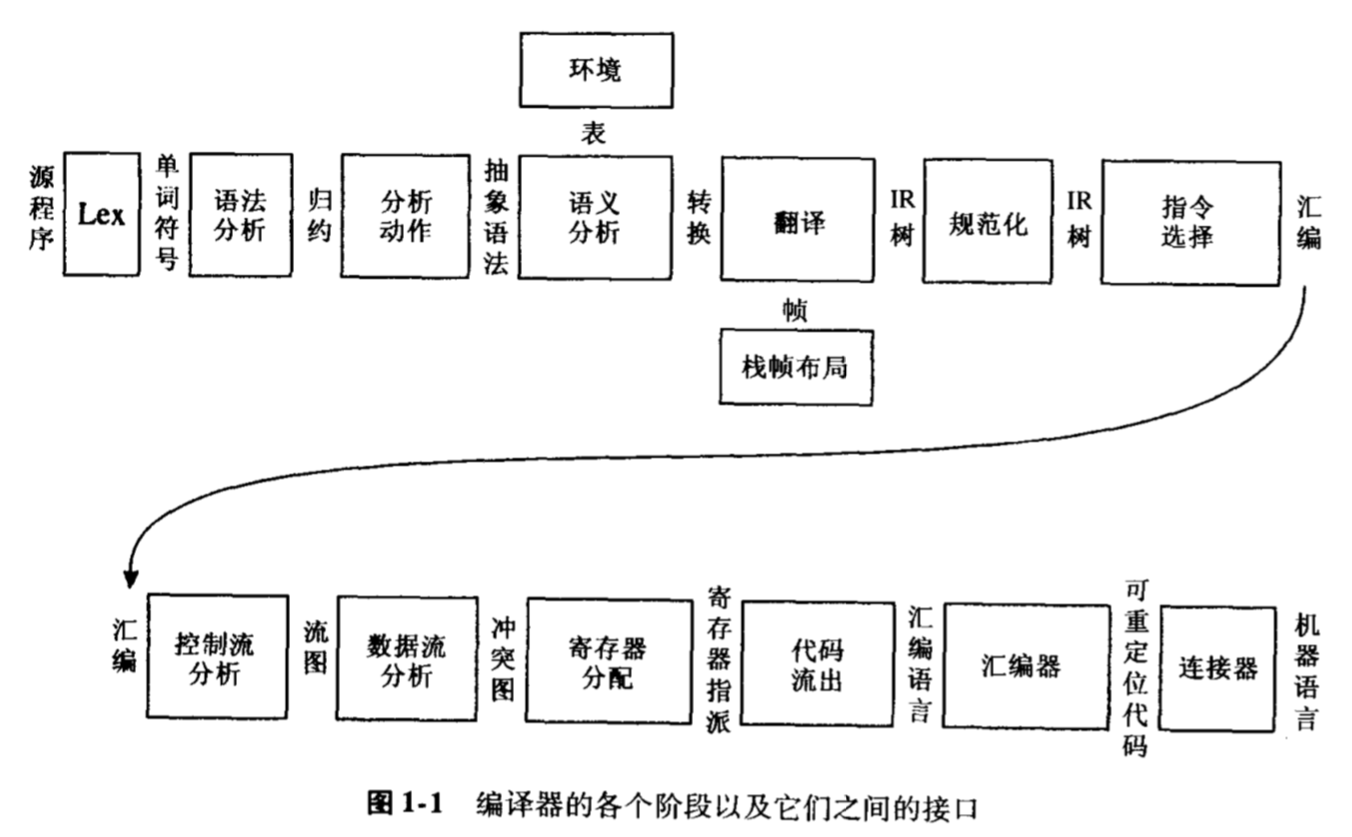 环境
表
源程序
Lex
单词符号
语法
分析
归约
分析
动作
抽象语法
语义
分析
转换
翻译
IR
树
规范化
IR
树
指令
选择
汇编
帧
栈帧布局
汇编
控制流
分析
流图
数据流
分析
冲突图
寄存器
分配
寄存器指派
代码
流出
汇编语言
汇编器
可重定位代码
连接器
机器语言
图1-1 编译器的各个阶段以及它们之间的接口